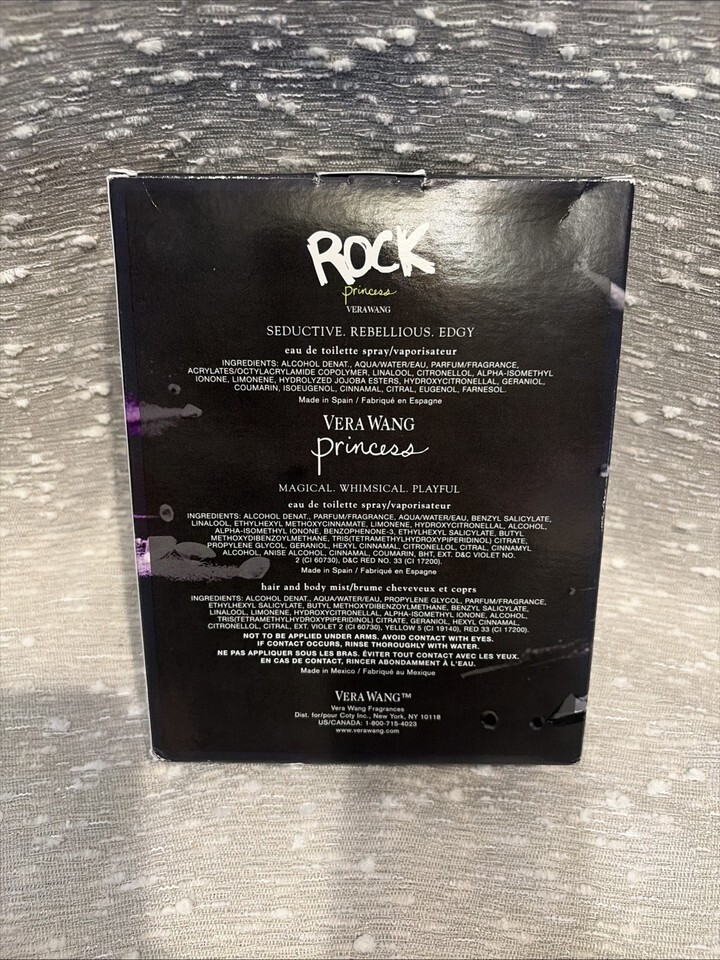 ROCK
princess
VERAWANG
SEDUCTIVE. REBELLIOUS. EDGY
eau de toilette spray/vaporisateur
INGREDIENTS: ALCOHOL DENAT., AQUA/WATER/EAU, PARFUM/FRAGRANCE,
ACRYLATES/OCTYLACRYLAMIDE COPOLYMER, LINALOOL, CITRONELLOL, ALPHA-ISOMETHYL
IONONE, LIMONENE, HYDROLYZED JOJOBA ESTERS, HYDROXYCITRONELLAL, GERANIOL,
COUMARIN, ISOEUGENOL, CINNAMAL, CITRAL, EUGENOL, FARNESOL.
Made in Spain / Fabriqué en Espagne
VERA WANG
princess
MAGICAL. WHIMSICAL. PLAYFUL
eau de toilette spray/vaporisateur
INGREDIENTS: ALCOHOL DENAT., PARFUM/FRAGRANCE, AQUA/WATER/EAU, BENZYL SALICYLATE,
LINALOOL, ETHYLHEXYL METHOXYCINNAMATE, LIMONENE, HYDROXYCITRONELLAL, ALCOHOL,
ALPHA-ISOMETHYL IONONE, BENZOPHENONE-3, ETHYLHEXYL SALICYLATE, BUTYL
METHOXYDIBENZOYLMETHANE, TRIS(TETRAMETHYLHYDROXYPIPERIDINOL) CITRATE,
PROPYLENE GLYCOL, GERANIOL, HEXYL CINNAMAL, CITRONELLOL, CITRAL, CINNAMYL
ALCOHOL, ANISE ALCOHOL, CINNAMAL, COUMARIN, BHT, EXT. D&C VIOLET NO.
2 (CI 60730), D&C RED NO. 33 (CI 17200).
Made in Spain / Fabriqué en Espagne
hair and body mist/brume cheveveux et coprs
INGREDIENTS: ALCOHOL DENAT., AQUA/WATER/EAU, PROPYLENE GLYCOL, PARFUM/FRAGRANCE,
ETHYLHEXYL SALICYLATE, BUTYL METHOXYDIBENZOYLMETHANE, BENZYL SALICYLATE,
LINALOOL, LIMONENE, HYDROXYCITRONELLAL, ALPHA-ISOMETHYL IONONE, ALCOHOL,
TRIS(TETRAMETHYLHYDROXYPIPERIDINOL) CITRATE, GERANIOL, HEXYL CINNAMAL,
CITRONELLOL, CITRAL, EXT. VIOLET 2 (CI 60730), YELLOW 5 (CI 19140), RED 33 (CI 17200).
NOT TO BE APPLIED UNDER ARMS. AVOID CONTACT WITH EYES.
IF CONTACT OCCURS, RINSE THOROUGHLY WITH WATER.
NE PAS APPLIQUER SOUS LES BRAS. ÉVITER TOUT CONTACT AVEC LES YEUX.
EN CAS DE CONTACT, RINCER ABONDAMMENT À L'EAU.
Made in Mexico / Fabriqué au Mexique
VERA WANG™
Vera Wang Fragrances
Dist. for/pour Coty Inc., New York, NY 10118
US/CANADA: 1-800-715-4023
www.verawang.com